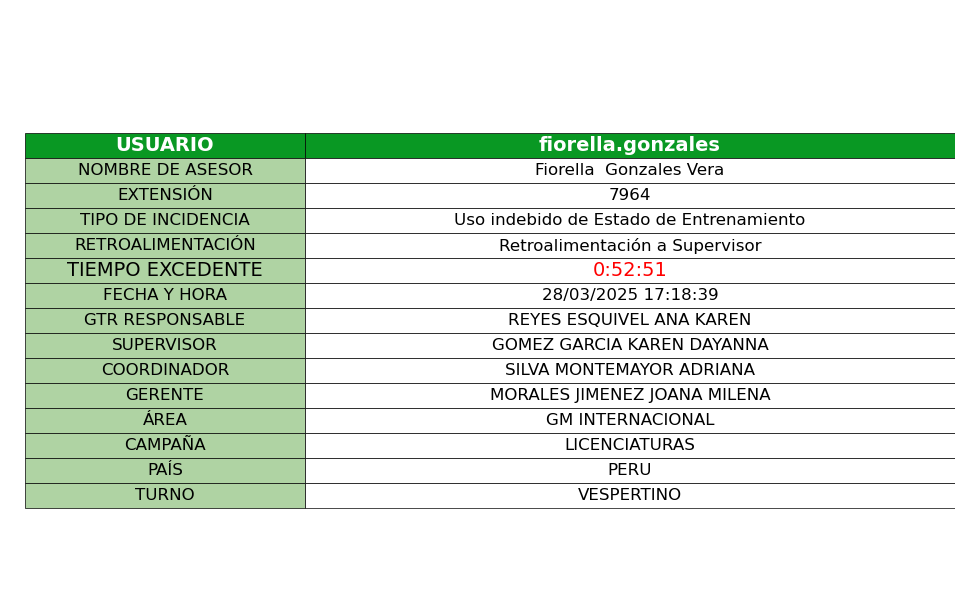 USUARIO fiorella.gonzales
NOMBRE DE ASESOR Fiorella  Gonzales Vera
EXTENSIÓN 7964
TIPO DE INCIDENCIA Uso indebido de Estado de Entrenamiento
RETROALIMENTACIÓN Retroalimentación a Supervisor
TIEMPO EXCEDENTE 0:52:51
FECHA Y HORA 28/03/2025 17:18:39
GTR RESPONSABLE REYES ESQUIVEL ANA KAREN
SUPERVISOR GOMEZ GARCIA KAREN DAYANNA
COORDINADOR SILVA MONTEMAYOR ADRIANA
GERENTE MORALES JIMENEZ JOANA MILENA
ÁREA GM INTERNACIONAL
CAMPAÑA LICENCIATURAS
PAÍS PERU
TURNO VESPERTINO